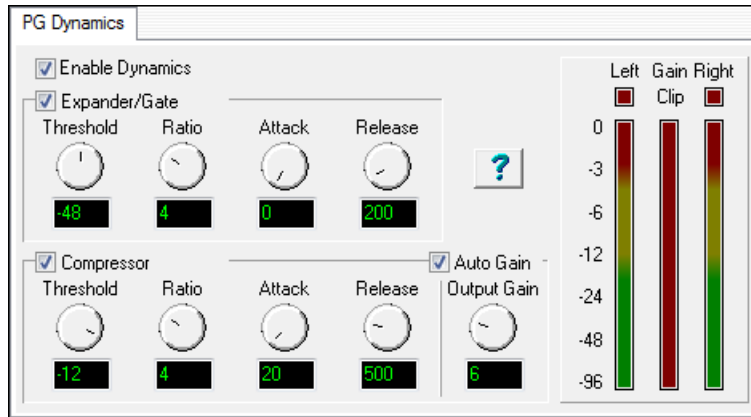 PG Dynamics
Enable Dynamics
Expander/Gate
Threshold Ratio Attack Release
-48 4 0 200
?
Compressor
Auto Gain
Threshold Ratio Attack Release Output Gain
-12 4 20 500 6
Left Gain Right
Clip
0
-3
-6
-12
-24
-48
-96